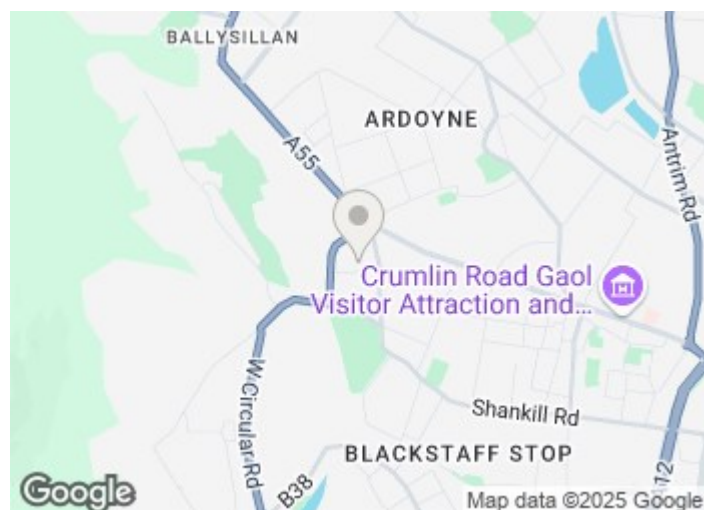 BALLYSILLAN
ARDOYNE
A55
Antrim Rd
Crumlin Road Gaol
Visitor Attraction and...
W Circular Rd
Shankill Rd
BLACKSTAFF STOP
B38
12
Google
Map data ©2025 Google